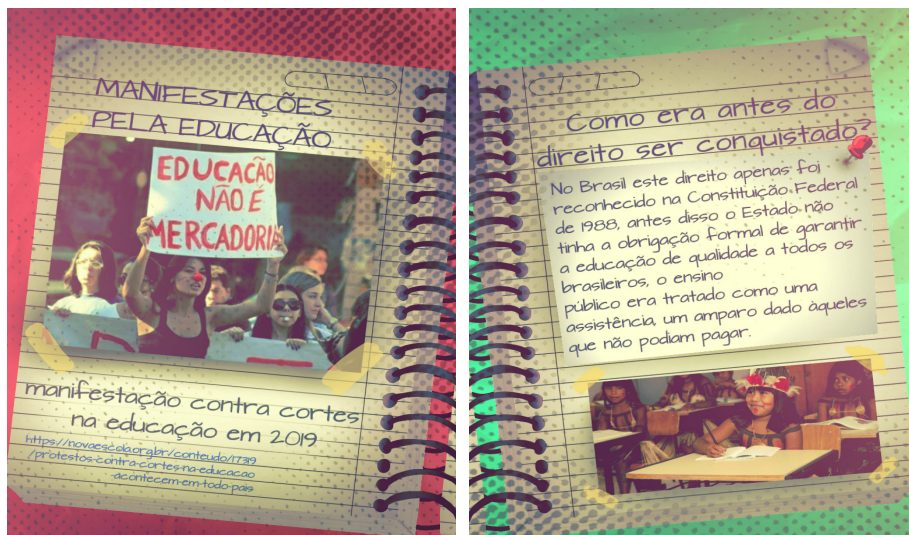 MANIFESTAÇÕES
PELA EDUCAÇÃO
EDUCAÇÃO
NÃO É
MERCADORIA
manifestação contra cortes
na educação em 2019
https://novaescola.org.br/conteudo/17319
/protestos-contra-cortes-na-educacao
-acontecem-em-todo-pais
Como era antes do
direito ser conquistado?
No Brasil este direito apenas foi
reconhecido na Constituição Federal
de 1988, antes disso o Estado não
tinha a obrigação formal de garantir
a educação de qualidade a todos os
brasileiros, o ensino
público era tratado como uma
assistência, um amparo dado àqueles
que não podiam pagar.